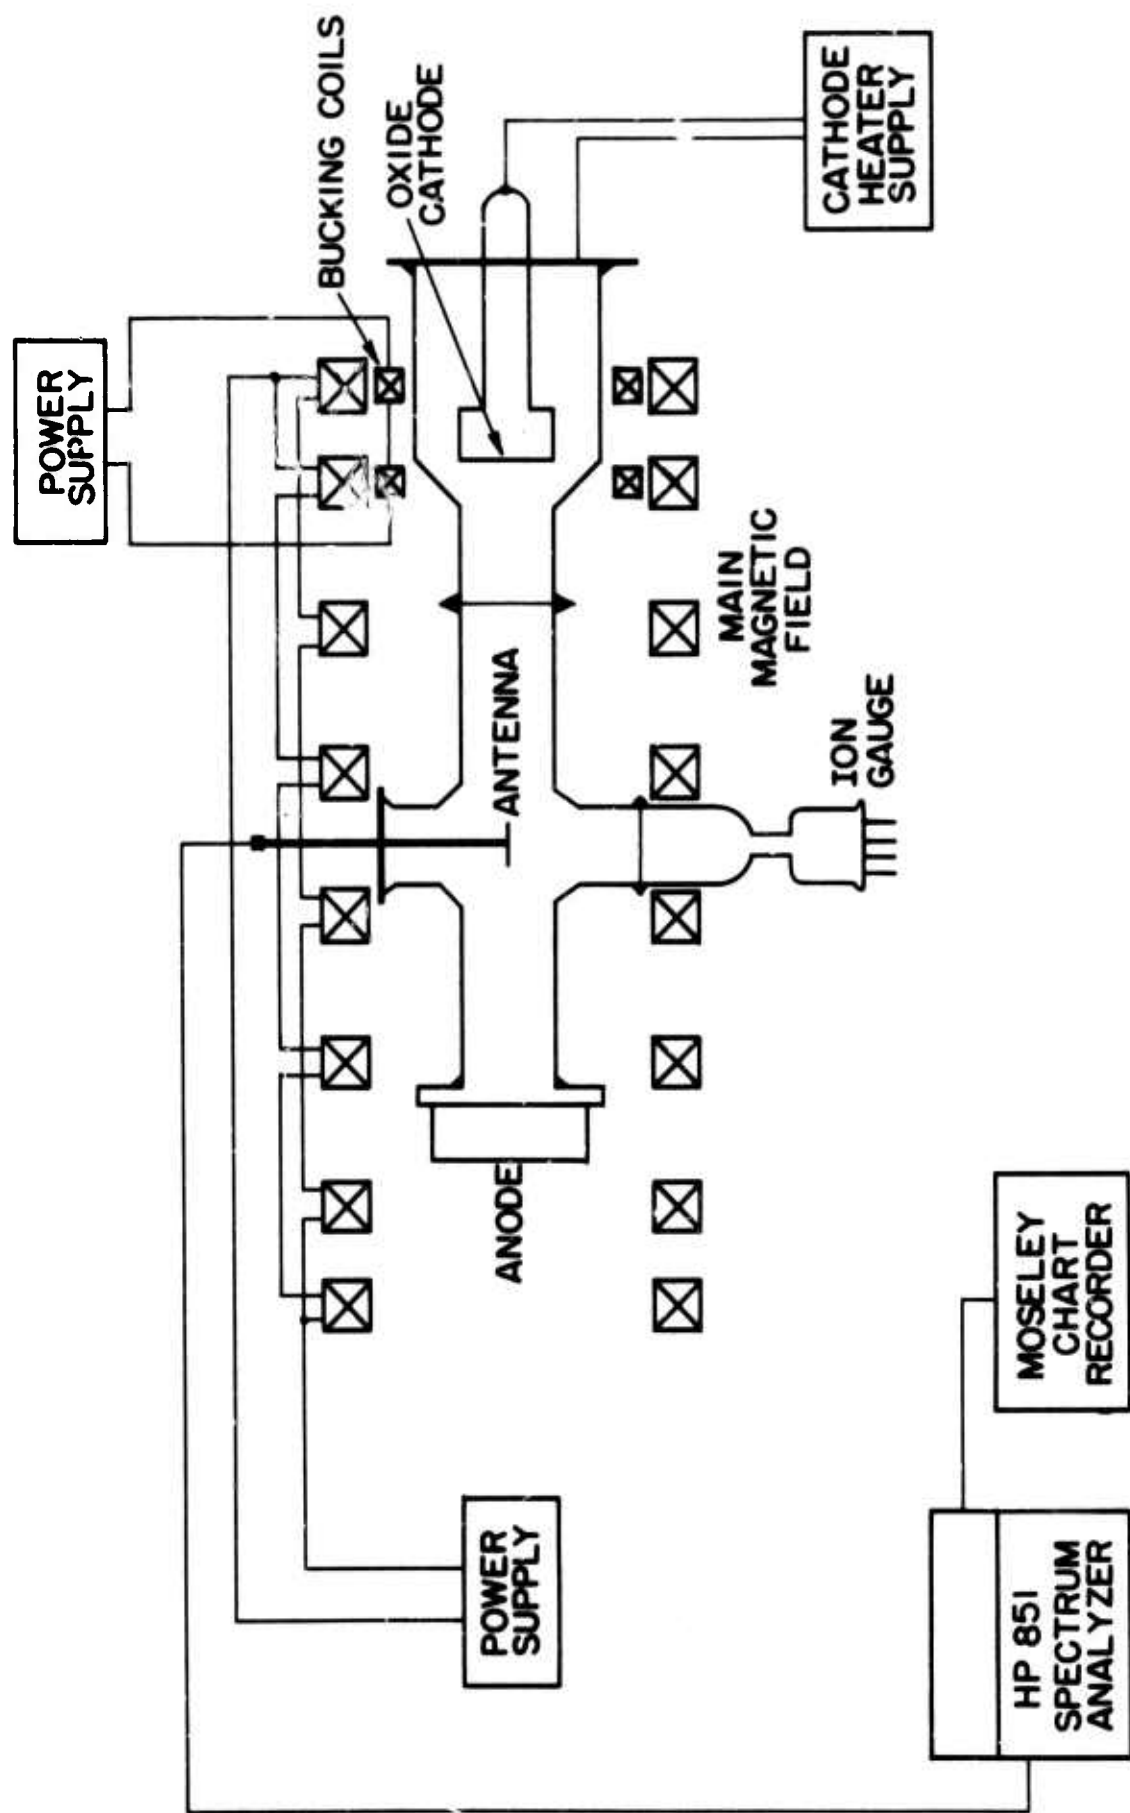 POWER
SUPPLY
BUCKING COILS
OXIDE
CATHODE
CATHODE
HEATER
SUPPLY
MAIN
MAGNETIC
FIELD
ANTENNA
ION
GAUGE
ANODE
POWER
SUPPLY
MOSELEY
CHART
RECORDER
HP 851
SPECTRUM
ANALYZER